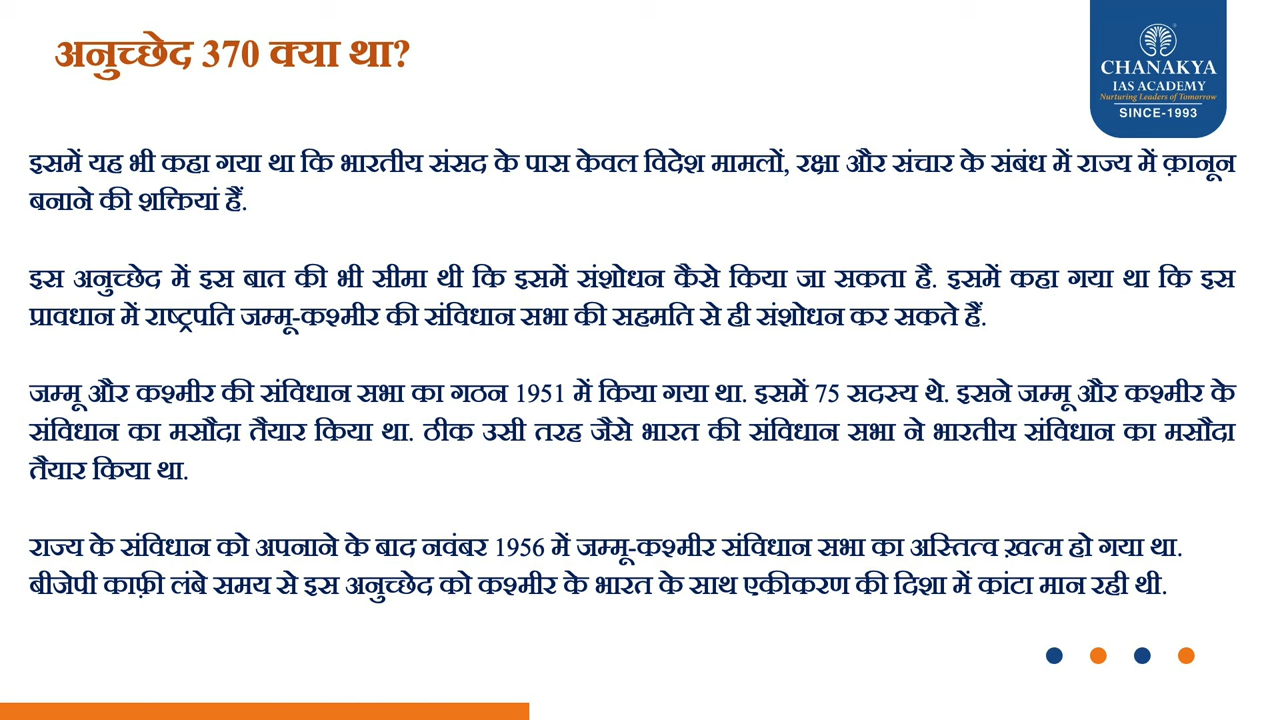 अनुच्छेद 370 क्या था?
CHANAKYA
IAS ACADEMY
Nurturing Leaders of Tomorrow
SINCE-1993
इसमें यह भी कहा गया था कि भारतीय संसद के पास केवल विदेश मामलों, रक्षा और संचार के संबंध में राज्य में क़ानून
बनाने की शक्तियां हैं.
इस अनुच्छेद में इस बात की भी सीमा थी कि इसमें संशोधन कैसे किया जा सकता है. इसमें कहा गया था कि इस
प्रावधान में राष्ट्रपति जम्मू-कश्मीर की संविधान सभा की सहमति से ही संशोधन कर सकते हैं.
जम्मू और कश्मीर की संविधान सभा का गठन 1951 में किया गया था. इसमें 75 सदस्य थे. इसने जम्मू और कश्मीर के
संविधान का मसौदा तैयार किया था. ठीक उसी तरह जैसे भारत की संविधान सभा ने भारतीय संविधान का मसौदा
तैयार किया था.
राज्य के संविधान को अपनाने के बाद नवंबर 1956 में जम्मू-कश्मीर संविधान सभा का अस्तित्व ख़त्म हो गया था.
बीजेपी काफ़ी लंबे समय से इस अनुच्छेद को कश्मीर के भारत के साथ एकीकरण की दिशा में कांटा मान रही थी.